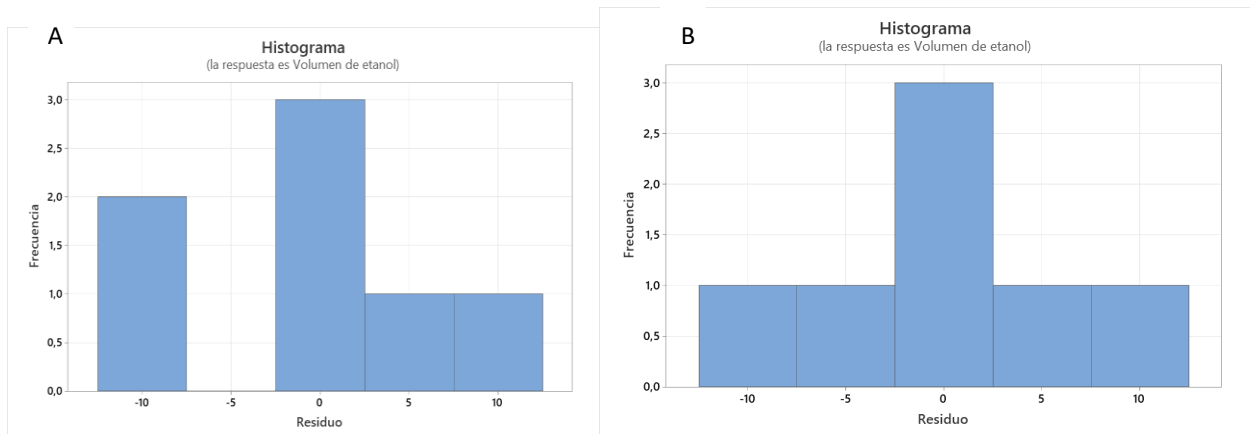 A
Histograma
(la respuesta es Volumen de etanol)
3,0
2,5
2,0
1,5
1,0
0,5
0,0
Frecuencia
-10 -5 0 5 10
Residuo
B
Histograma
(la respuesta es Volumen de etanol)
3,0
2,5
2,0
1,5
1,0
0,5
0,0
Frecuencia
-10 -5 0 5 10
Residuo